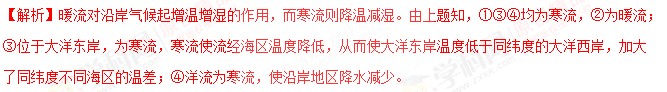 【解析】暖流对沿岸气候起增温增湿的作用，而寒流则降温减湿。由上题知，①③④均为寒流，②为暖流；
③位于大洋东岸，为寒流，寒流使流经海区温度降低，从而使大洋东岸温度低于同纬度的大洋西岸，加大
了同纬度不同海区的温差；④洋流为寒流，使沿岸地区降水减少。